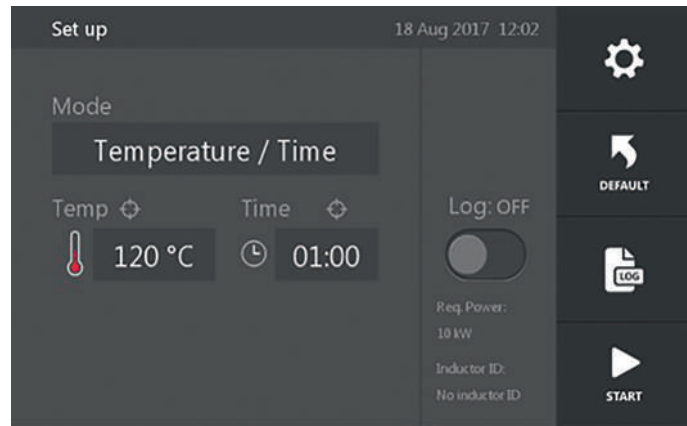 Set up
18 Aug 2017 12:02
Mode
Temperature / Time
Temp
Time
120 °C
01:00
Log: OFF
Req. Power:
10 kW
Inductor ID:
No inductor ID
DEFAULT
LOG
START